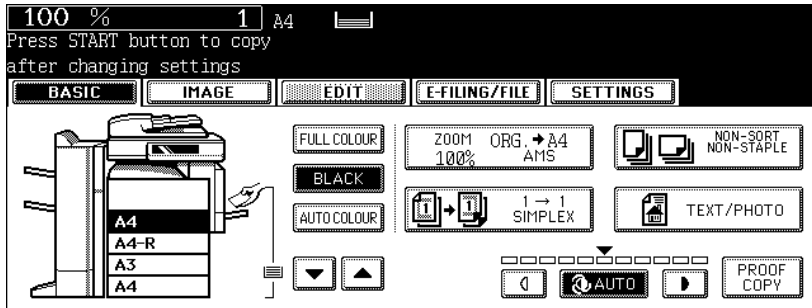 100 % 1 A4
Press START button to copy
after changing settings
BASIC IMAGE EDIT E-FILING/FILE SETTINGS
FULL COLOUR
BLACK
AUTO COLOUR
ZOOM ORG.→A4
100% AMS
NON-SORT
NON-STAPLE
1 → 1
SIMPLEX
1 → 1
TEXT/PHOTO
A4
A4-R
A3
A4
AUTO
PROOF
COPY